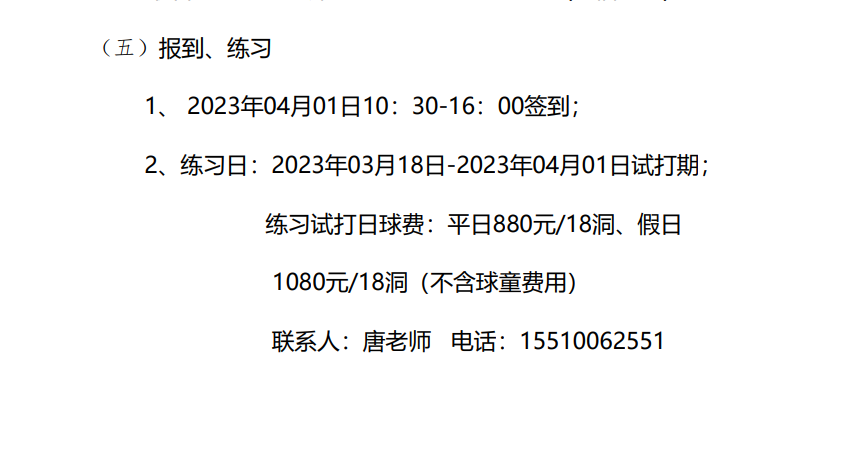 （五）报到、练习
1、 2023年04月01日10：30-16：00签到；
2、练习日：2023年03月18日-2023年04月01日试打期；
练习试打日球费：平日880元/18洞、假日
1080元/18洞（不含球童费用）
联系人：唐老师 电话：15510062551